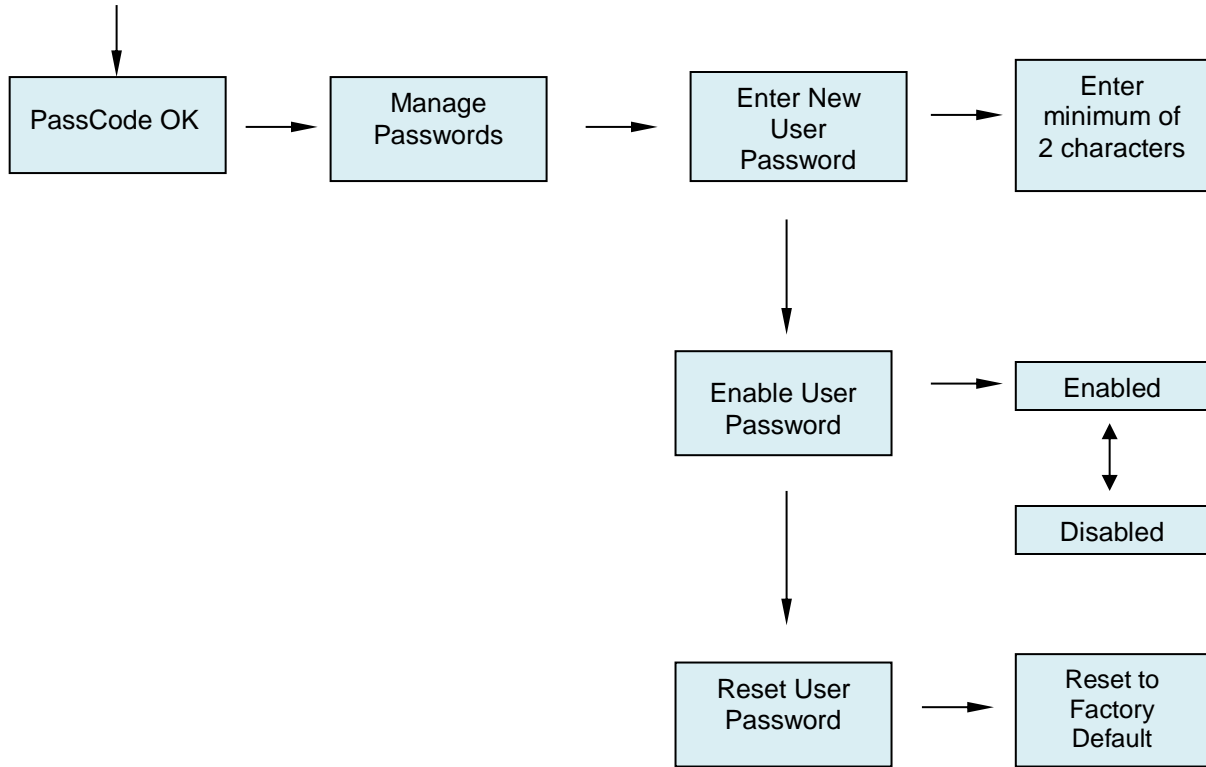 PassCode OK
Manage
Passwords
Enter New
User
Password
Enter
minimum of
2 characters
Enable User
Password
Enabled
Disabled
Reset User
Password
Reset to
Factory
Default